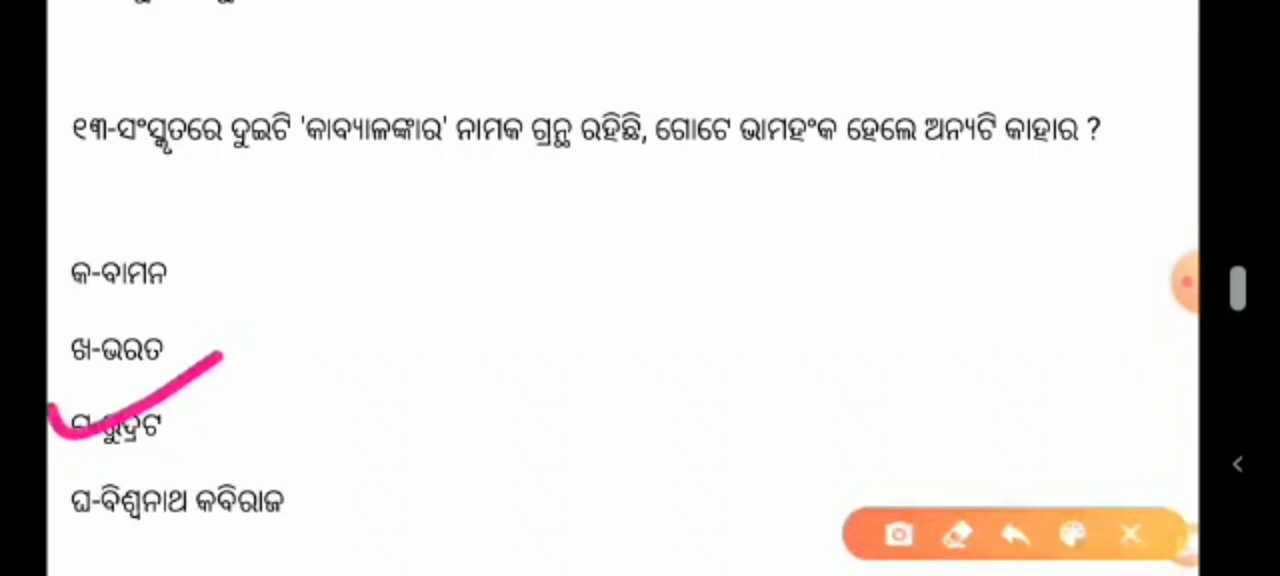 ୧୩-ସଂସ୍କୃତରେ ଦୁଇଟି 'କାବ୍ୟାଳଙ୍କାର' ନାମକ ଗ୍ରନ୍ଥ ରହିଛି, ଗୋଟେ ଭାମହଂକ ହେଲେ ଅନ୍ୟଟି କାହାର ?
କ-ବାମନ
ଖ-ଭରତ
ଗ-ରୁଦ୍ରଟ
ଘ-ବିଶ୍ୱନାଥ କବିରାଜ